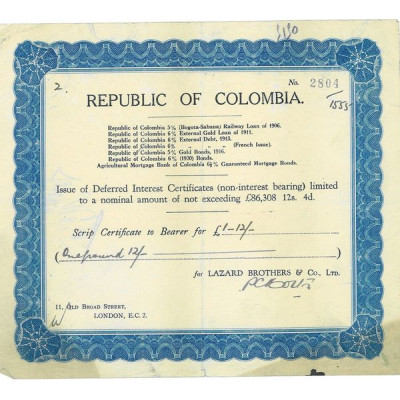 2.
No. 2804
1555
REPUBLIC OF COLOMBIA.
Republic of Colombia 5% (Bogota-Sabana) Railway Loan of 1906.
Republic of Colombia 6% External Gold Loan of 1911.
Republic of Colombia 6% External Debt, 1913.
Republic of Colombia 6% „ „ „ (French Issue).
Republic of Colombia 5% Gold Bonds, 1916.
Republic of Colombia 6% (1920) Bonds.
Agricultural Mortgage Bank of Colombia 6½% Guaranteed Mortgage Bonds.
Issue of Deferred Interest Certificates (non-interest bearing) limited
to a nominal amount of not exceeding £86,308 12s. 4d.
Scrip Certificate to Bearer for £1-12/-
( One pound 12/- )
for LAZARD BROTHERS & Co., LTD.
11, OLD BROAD STREET,
LONDON, E.C. 2.